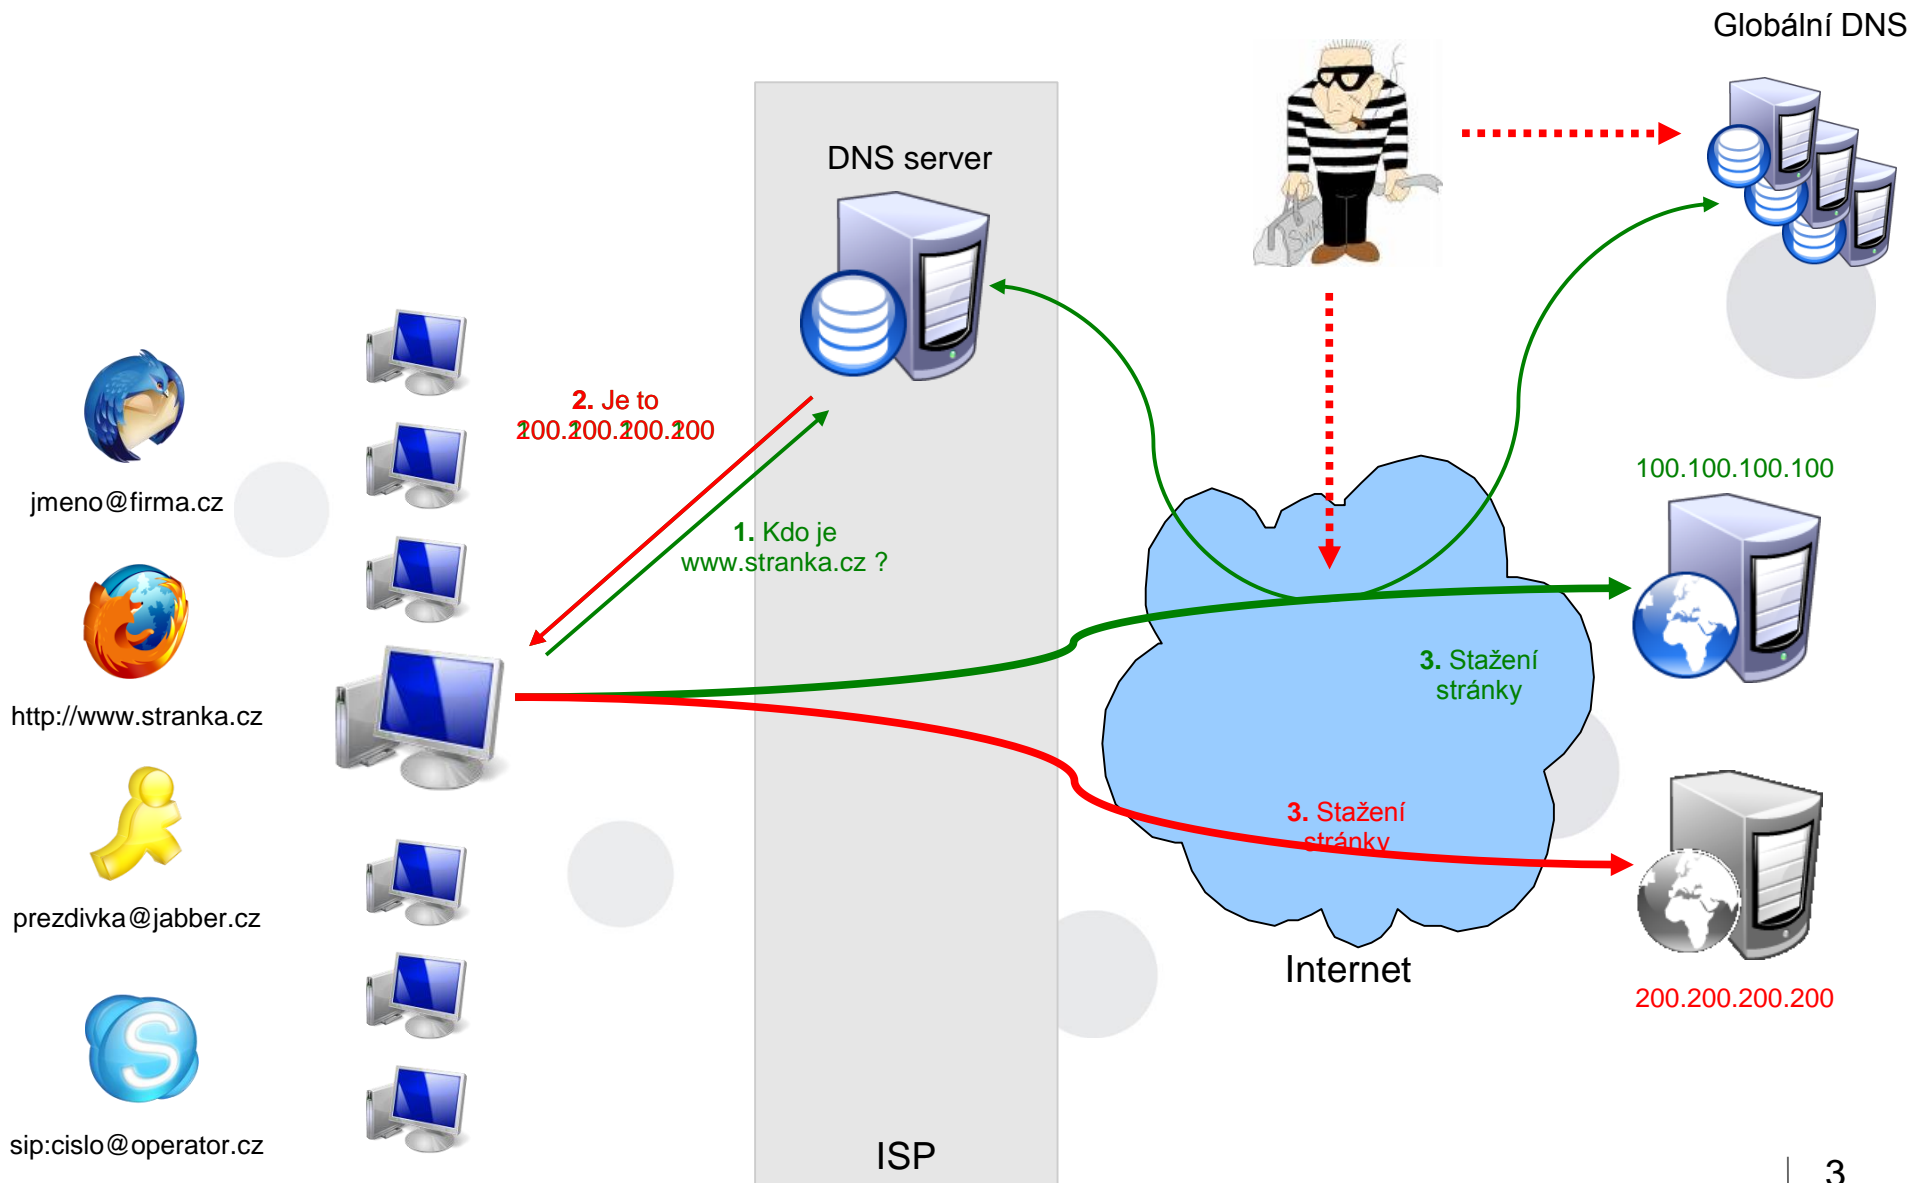 Globální DNS
DNS server
2. Je to
200.200.200.200
1. Kdo je
www.stranka.cz ?
100.100.100.100
jmeno@firma.cz
http://www.stranka.cz
3. Stažení
stránky
3. Stažení
stránky
prezdivka@jabber.cz
Internet
200.200.200.200
sip:cislo@operator.cz
ISP
3